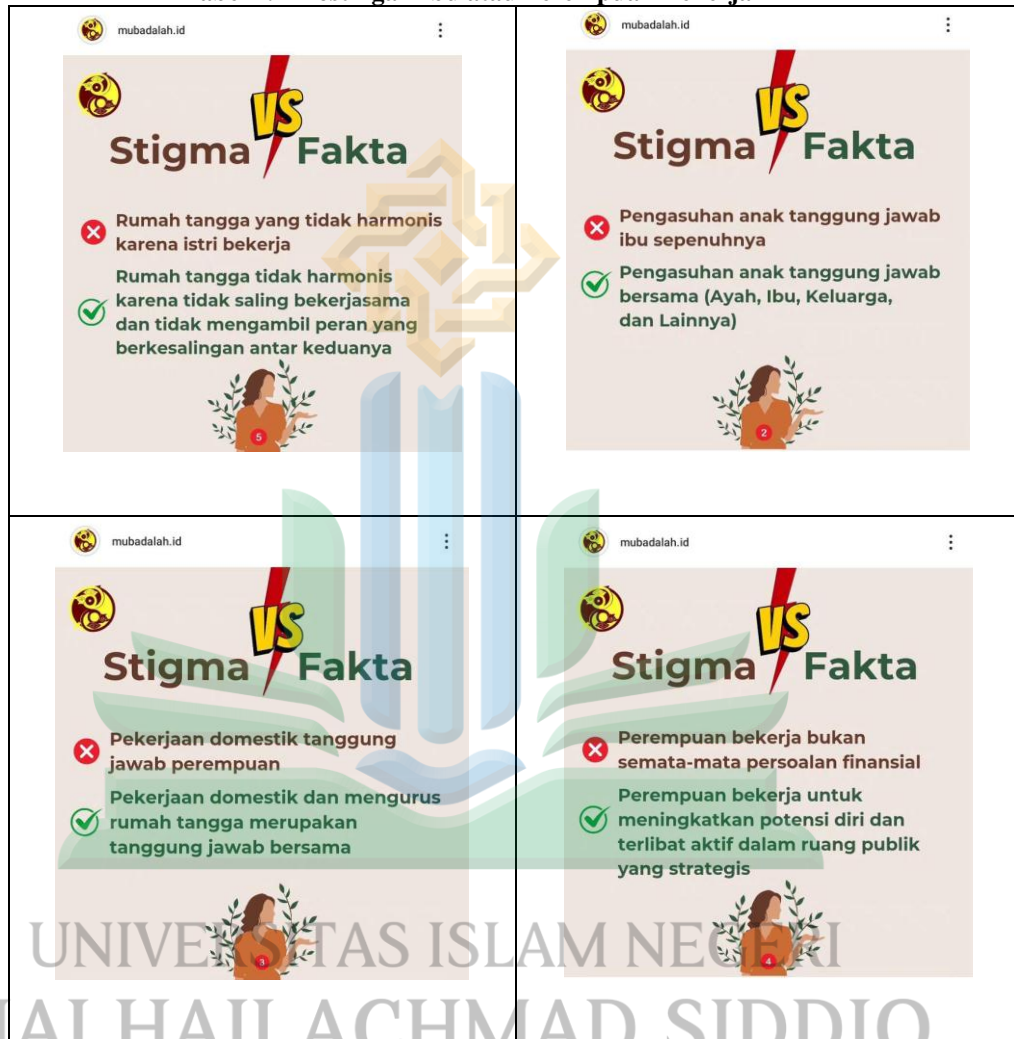 mubadalah.id
VS
Stigma Fakta
Rumah tangga yang tidak harmonis
karena istri bekerja
Rumah tangga tidak harmonis
karena tidak saling bekerjasama
dan tidak mengambil peran yang
berkesalingan antar keduanya
5
mubadalah.id
VS
Stigma Fakta
Pengasuhan anak tanggung jawab
ibu sepenuhnya
Pengasuhan anak tanggung jawab
bersama (Ayah, Ibu, Keluarga,
dan Lainnya)
2
mubadalah.id
VS
Stigma Fakta
Pekerjaan domestik tanggung
jawab perempuan
Pekerjaan domestik dan mengurus
rumah tangga merupakan
tanggung jawab bersama
3
mubadalah.id
VS
Stigma Fakta
Perempuan bekerja bukan
semata-mata persoalan finansial
Perempuan bekerja untuk
meningkatkan potensi diri dan
terlibat aktif dalam ruang publik
yang strategis
4
UNIVERSITAS ISLAM NEGERI
ACHMAD SIDDIQ